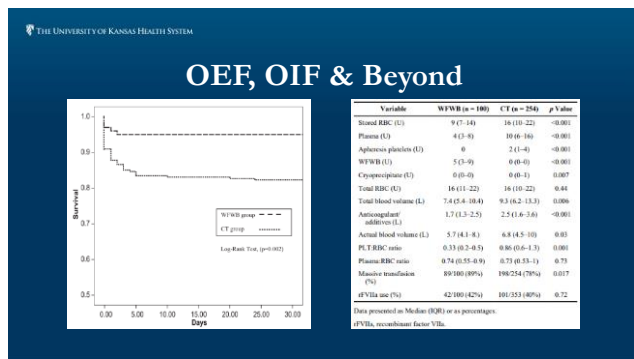 THE UNIVERSITY OF KANSAS HEALTH SYSTEM
OEF, OIF & Beyond
Survival
1.0
0.9
0.8
0.7
0.6
0.5
WFWB group
CT group
Log-Rank Test, (p=0.002)
0.00 5.00 10.00 15.00 20.00 25.00 30.00
Days
Variable WFWB (n = 100) CT (n = 254) p Value
Stored RBC (U) 9 (7–14) 16 (10–22) <0.001
Plasma (U) 4 (3–8) 10 (6–16) <0.001
Apheresis platelets (U) 0 2 (1–4) <0.001
WFWB (U) 5 (3–9) 0 (0–0) <0.001
Cryoprecipitate (U) 0 (0–0) 0 (0–1) 0.007
Total RBC (U) 16 (11–22) 16 (10–22) 0.44
Total blood volume (L) 7.4 (5.4–10.4) 9.3 (6.2–13.3) 0.006
Anticoagulant/
additives (L) 1.7 (1.3–2.5) 2.5 (1.6–3.6) <0.001
Actual blood volume (L) 5.7 (4.1–8.) 6.8 (4.5–10) 0.03
PLT:RBC ratio 0.33 (0.2–0.5) 0.86 (0.6–1.3) 0.001
Plasma:RBC ratio 0.74 (0.55–0.9) 0.73 (0.53–1) 0.73
Massive transfusion
(%) 89/100 (89%) 198/254 (78%) 0.017
rFVIIa use (%) 42/100 (42%) 101/353 (40%) 0.72
Data presented as Median (IQR) or as percentages.
rFVIIa, recombinant factor VIIa.